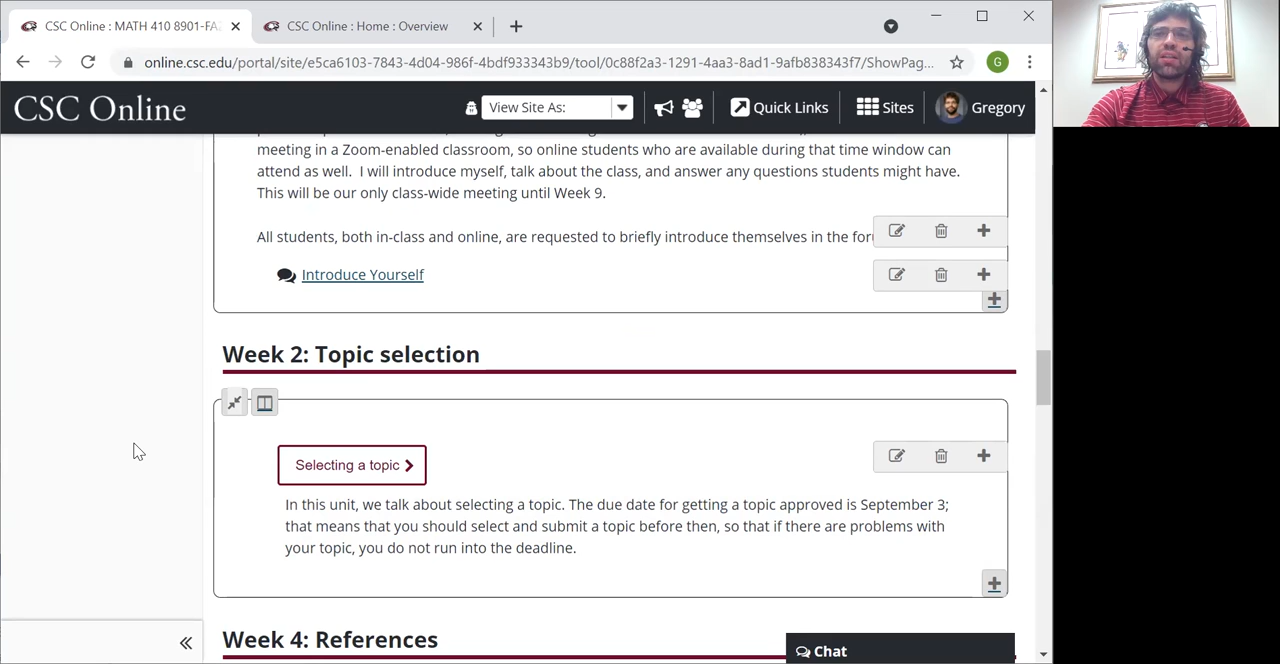 CSC Online : MATH 410 8901-FA
CSC Online : Home : Overview
online.csc.edu/portal/site/e5ca6103-7843-4d04-986f-4bdf933343b9/tool/0c88f2a3-1291-4aa3-8ad1-9afb838343f7/ShowPag...
G
CSC Online
View Site As:
Quick Links
Sites
Gregory
meeting in a Zoom-enabled classroom, so online students who are available during that time window can
attend as well. I will introduce myself, talk about the class, and answer any questions students might have.
This will be our only class-wide meeting until Week 9.
All students, both in-class and online, are requested to briefly introduce themselves in the for
Introduce Yourself
Week 2: Topic selection
Selecting a topic
In this unit, we talk about selecting a topic. The due date for getting a topic approved is September 3;
that means that you should select and submit a topic before then, so that if there are problems with
your topic, you do not run into the deadline.
Week 4: References
Chat